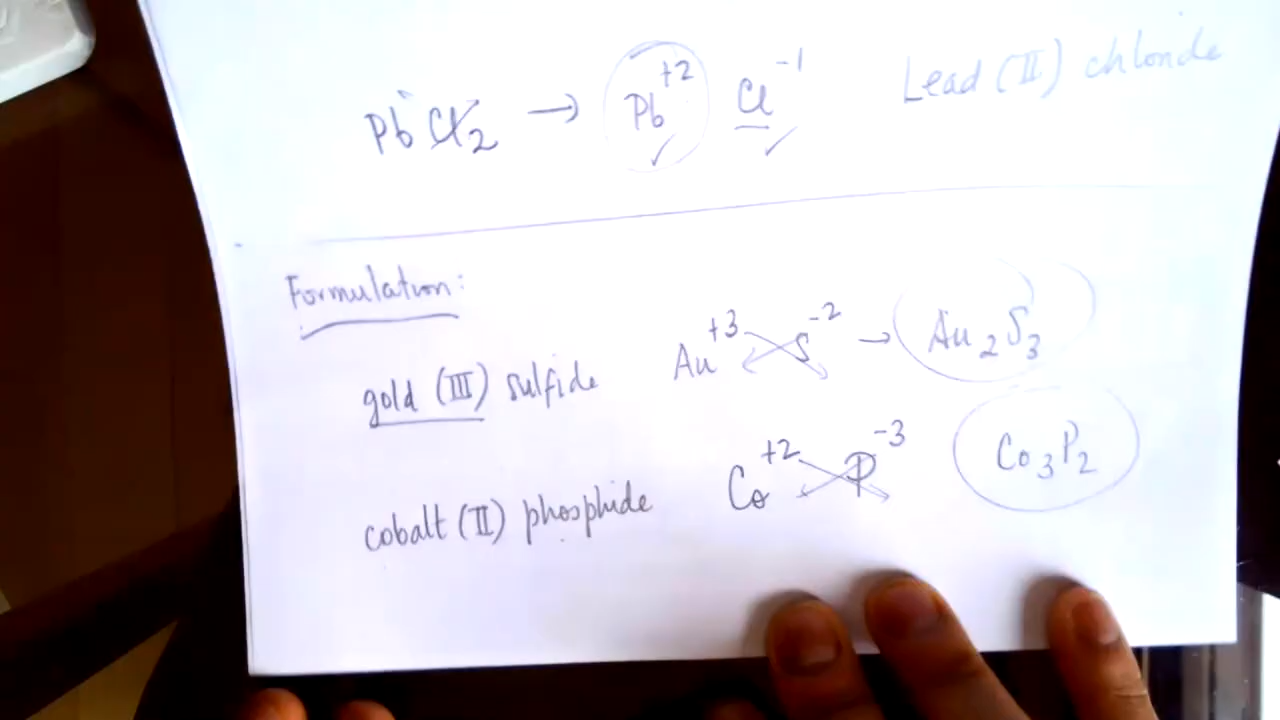 PbCl2 → Pb+2 Cl-1 Lead (II) chloride
Formulation:
gold (III) sulfide Au+3 S-2 → Au2S3
cobalt (II) phosphide Co+2 P-3 Co3P2